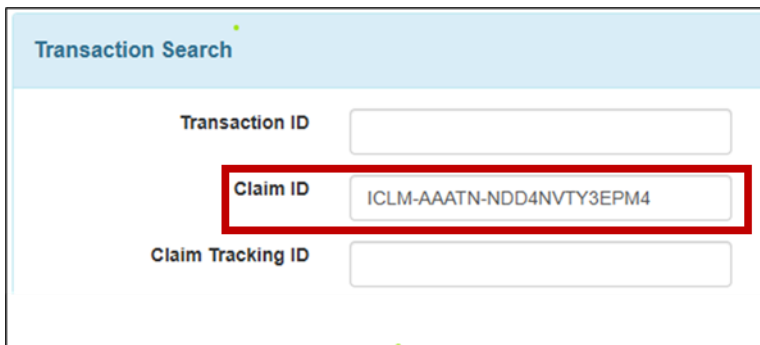 Transaction Search
Transaction ID
Claim ID ICLM-AAATN-NDD4NVTY3EPM4
Claim Tracking ID